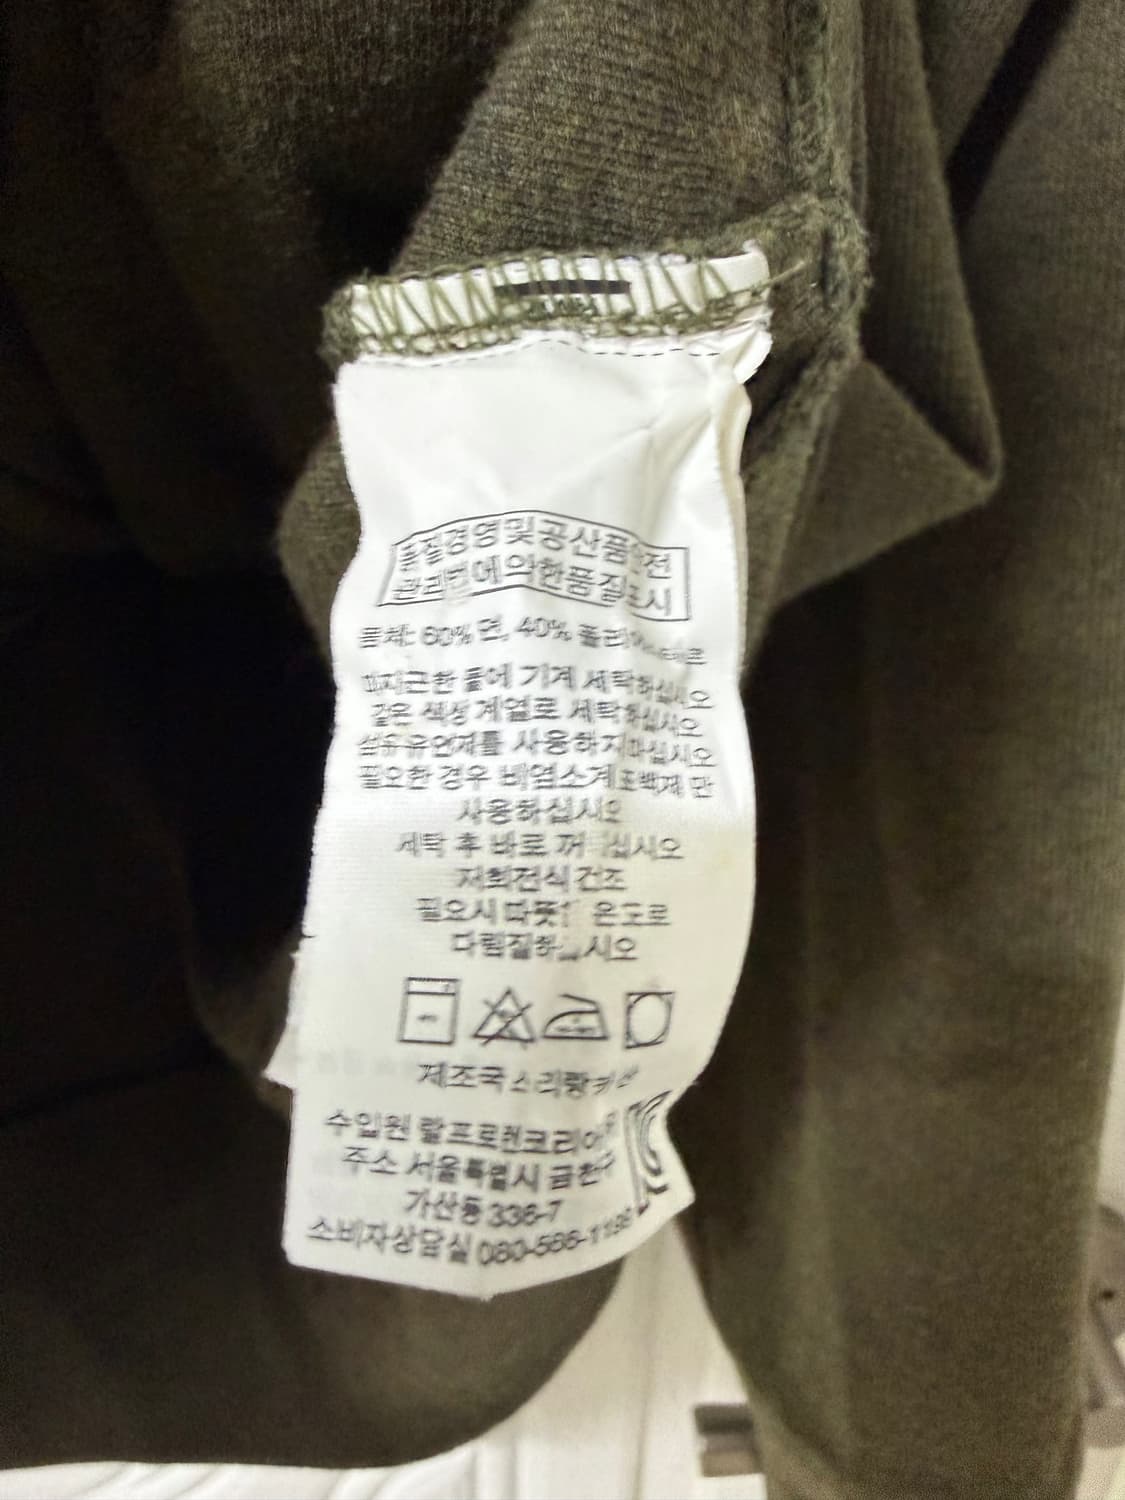 품질경영및공산품안전
관리법에의한품질표시
몸체: 60% 면, 40% 폴리에스테르
미지근한 물에 기계 세탁하십시오
같은 색상 계열로 세탁하십시오
섬유유연제를 사용하지마십시오
필요한 경우 비염소계표백제 만
사용하십시오
세탁 후 바로 꺼 십시오
저회전식 건조
필요시 따뜻한 온도로
다림질하십시오
제조국 스리랑카 산
수입원 랄프로렌코리아
주소 서울특별시 금천구
가산동 336-7
소비자상담실 080-566-